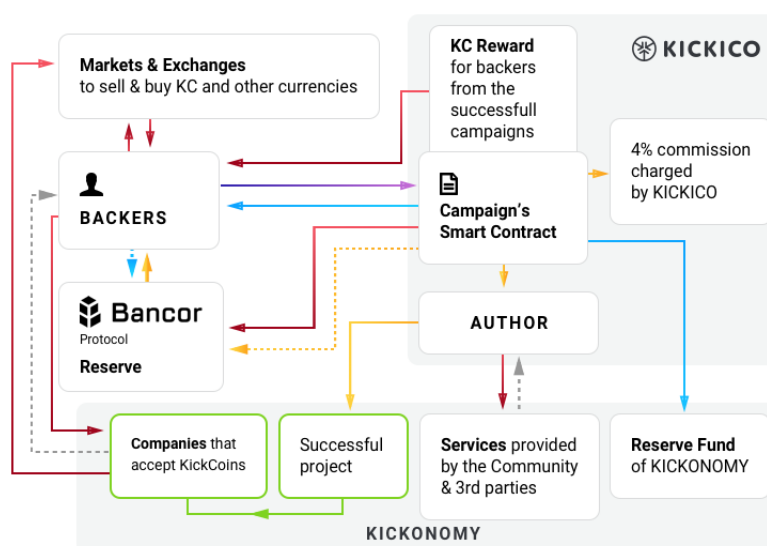 Markets & Exchanges
to sell & buy KC and other currencies
KC Reward
for backers
from the
successfull
campaigns
KICKICO
4% commission
charged
by KICKICO
BACKERS
Campaign's
Smart Contract
Bancor
Protocol
Reserve
AUTHOR
Companies that
accept KickCoins
Successful
project
Services provided
by the Community
& 3rd parties
Reserve Fund
of KICKONOMY
KICKONOMY